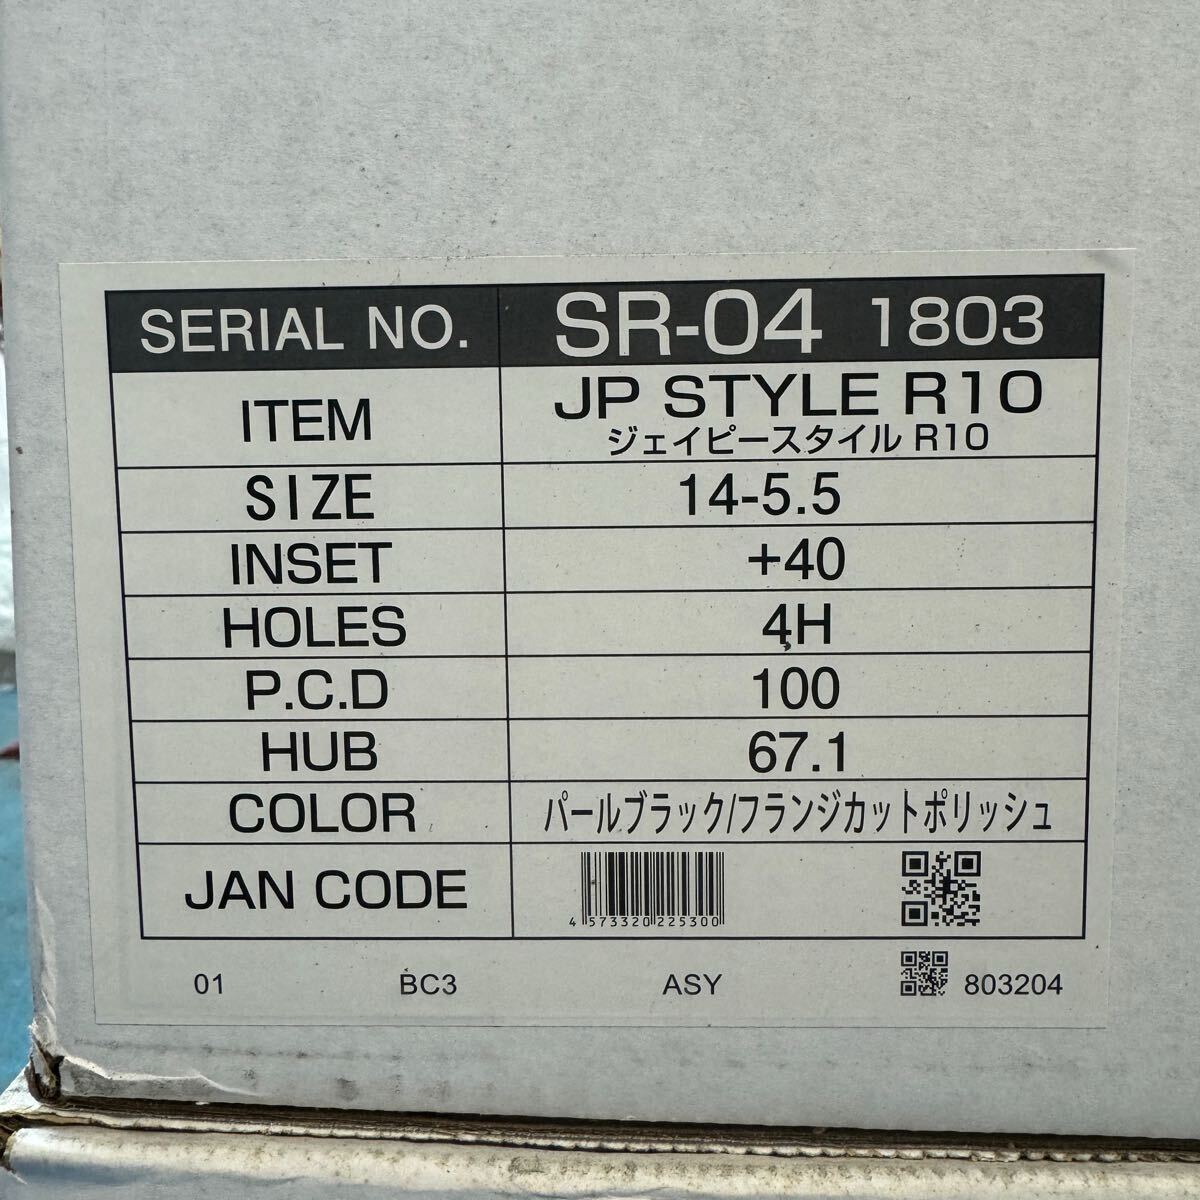 SERIAL NO. SR-04 1803
ITEM JP STYLE R10
ジェイピースタイル R10
SIZE 14-5.5
INSET +40
HOLES 4H
P.C.D 100
HUB 67.1
COLOR パールブラック/フランジカットポリッシュ
JAN CODE 4 573320 225300
01 BC3 ASY 803204